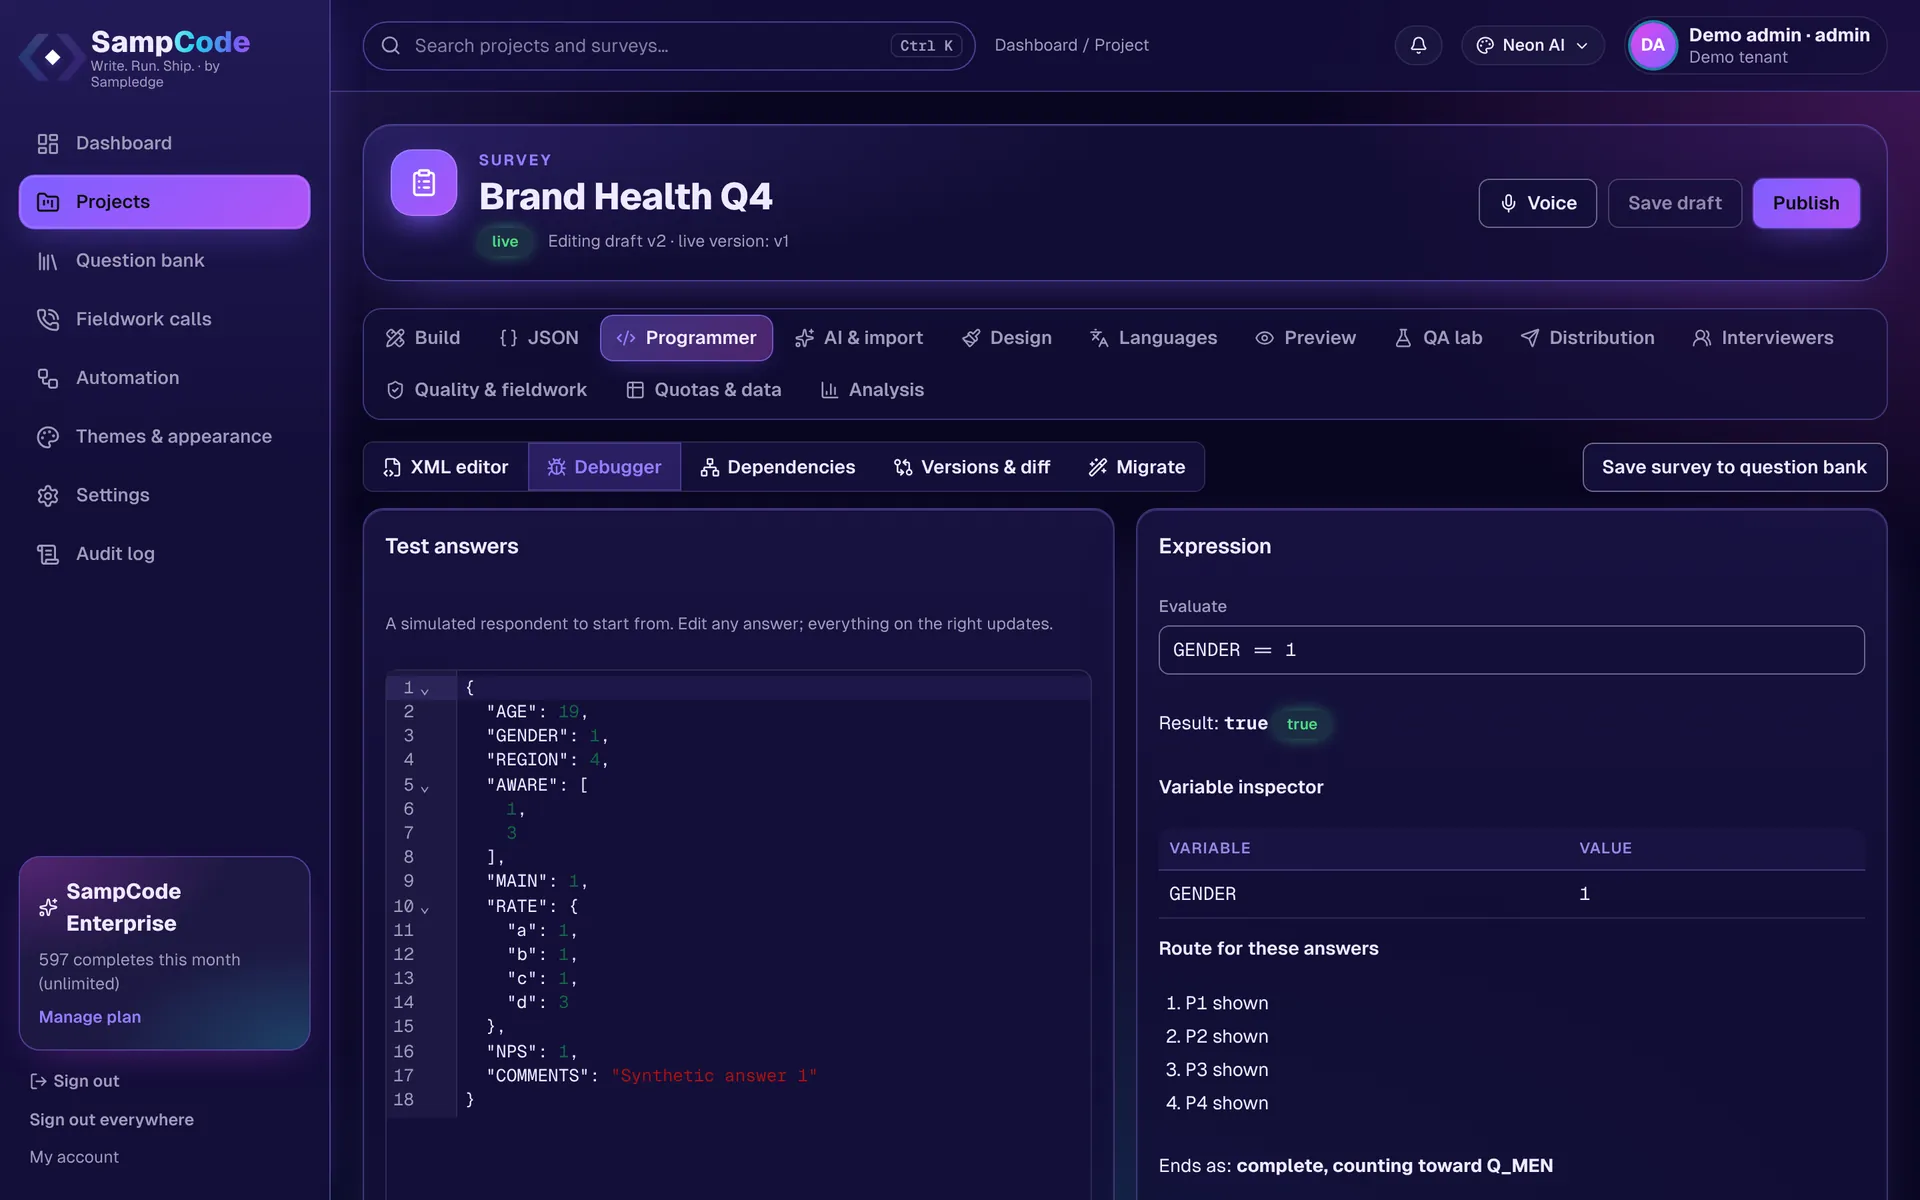 SampCode
Write. Run. Ship. · by
Sampledge
Search projects and surveys...
Ctrl K
Dashboard / Project
Neon AI
DA
Demo admin · admin
Demo tenant
Dashboard
Projects
Question bank
Fieldwork calls
Automation
Themes & appearance
Settings
Audit log
SampCode
Enterprise
597 completes this month
(unlimited)
Manage plan
Sign out
Sign out everywhere
My account
SURVEY
Brand Health Q4
live
Editing draft v2 · live version: v1
Voice
Save draft
Publish
Build
{} JSON
</> Programmer
AI & import
Design
Languages
Preview
QA lab
Distribution
Interviewers
Quality & fieldwork
Quotas & data
Analysis
XML editor
Debugger
Dependencies
Versions & diff
Migrate
Save survey to question bank
Test answers
A simulated respondent to start from. Edit any answer; everything on the right updates.
1 {
2 "AGE": 19,
3 "GENDER": 1,
4 "REGION": 4,
5 "AWARE": [
6 1,
7 3
8 ],
9 "MAIN": 1,
10 "RATE": {
11 "a": 1,
12 "b": 1,
13 "c": 1,
14 "d": 3
15 },
16 "NPS": 1,
17 "COMMENTS": "Synthetic answer 1"
18 }
Expression
Evaluate
GENDER == 1
Result: true true
Variable inspector
VARIABLE VALUE
GENDER 1
Route for these answers
1. P1 shown
2. P2 shown
3. P3 shown
4. P4 shown
Ends as: complete, counting toward Q_MEN